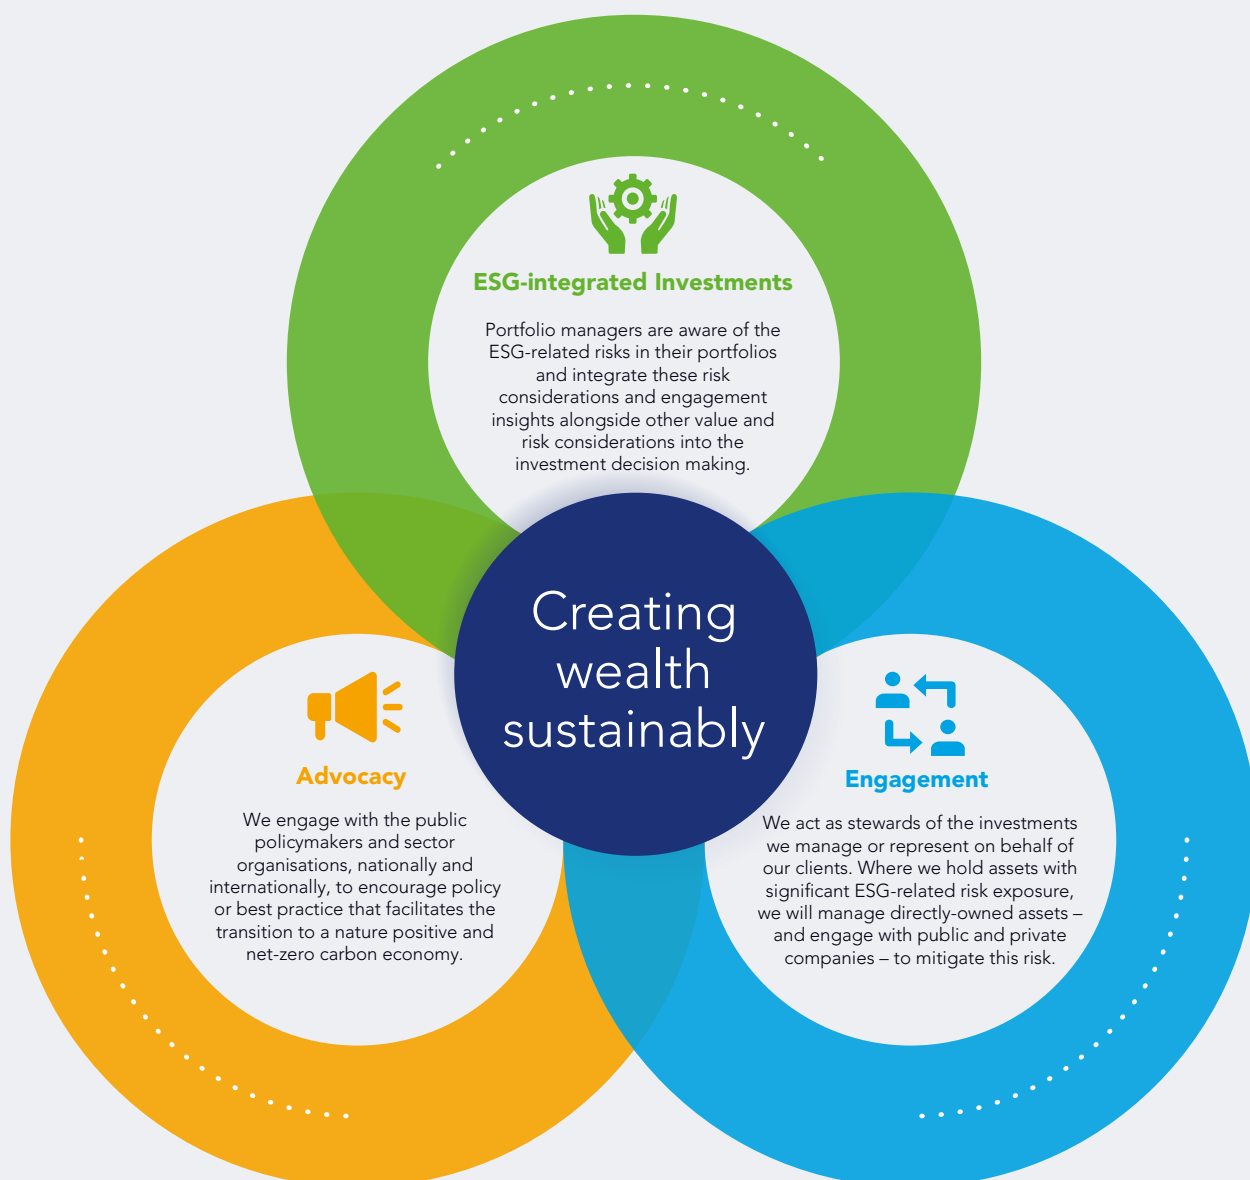 ESG-integrated Investments
Portfolio managers are aware of the
ESG-related risks in their portfolios
and integrate these risk
considerations and engagement
insights alongside other value and
risk considerations into the
investment decision making.
Creating
wealth
sustainably
Advocacy
We engage with the public
policymakers and sector
organisations, nationally and
internationally, to encourage policy
or best practice that facilitates the
transition to a nature positive and
net-zero carbon economy.
Engagement
We act as stewards of the investments
we manage or represent on behalf of
our clients. Where we hold assets with
significant ESG-related risk exposure,
we will manage directly-owned assets –
and engage with public and private
companies – to mitigate this risk.